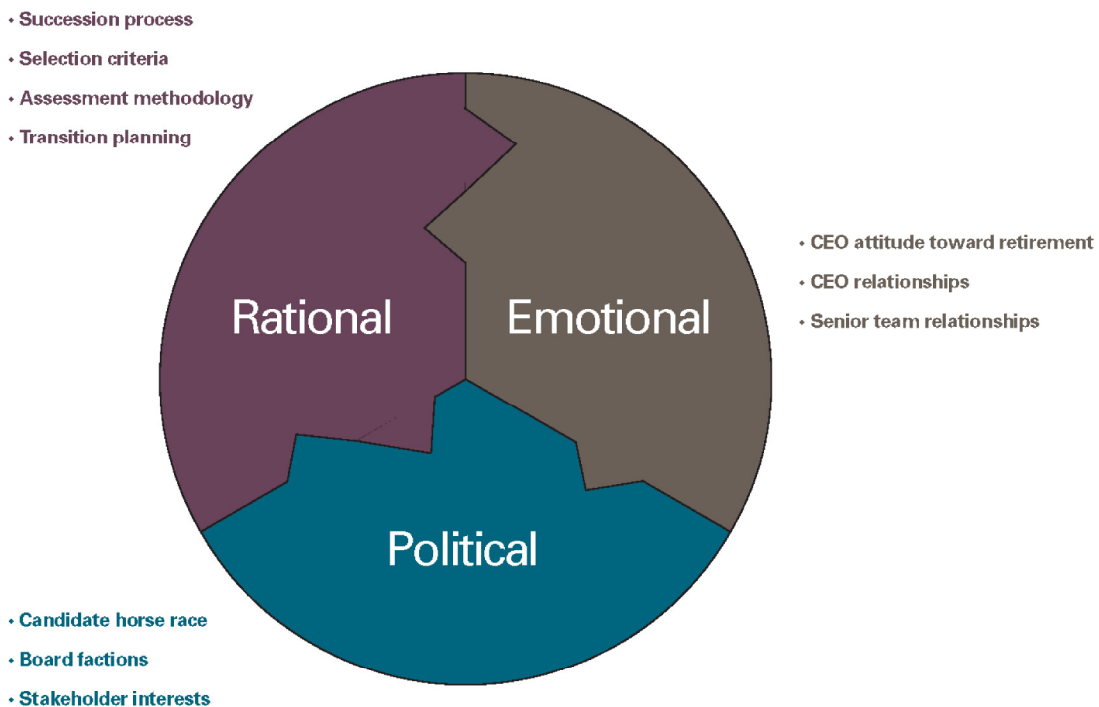 • Succession process
• Selection criteria
• Assessment methodology
• Transition planning
• CEO attitude toward retirement
• CEO relationships
• Senior team relationships
Rational
Emotional
Political
• Candidate horse race
• Board factions
• Stakeholder interests